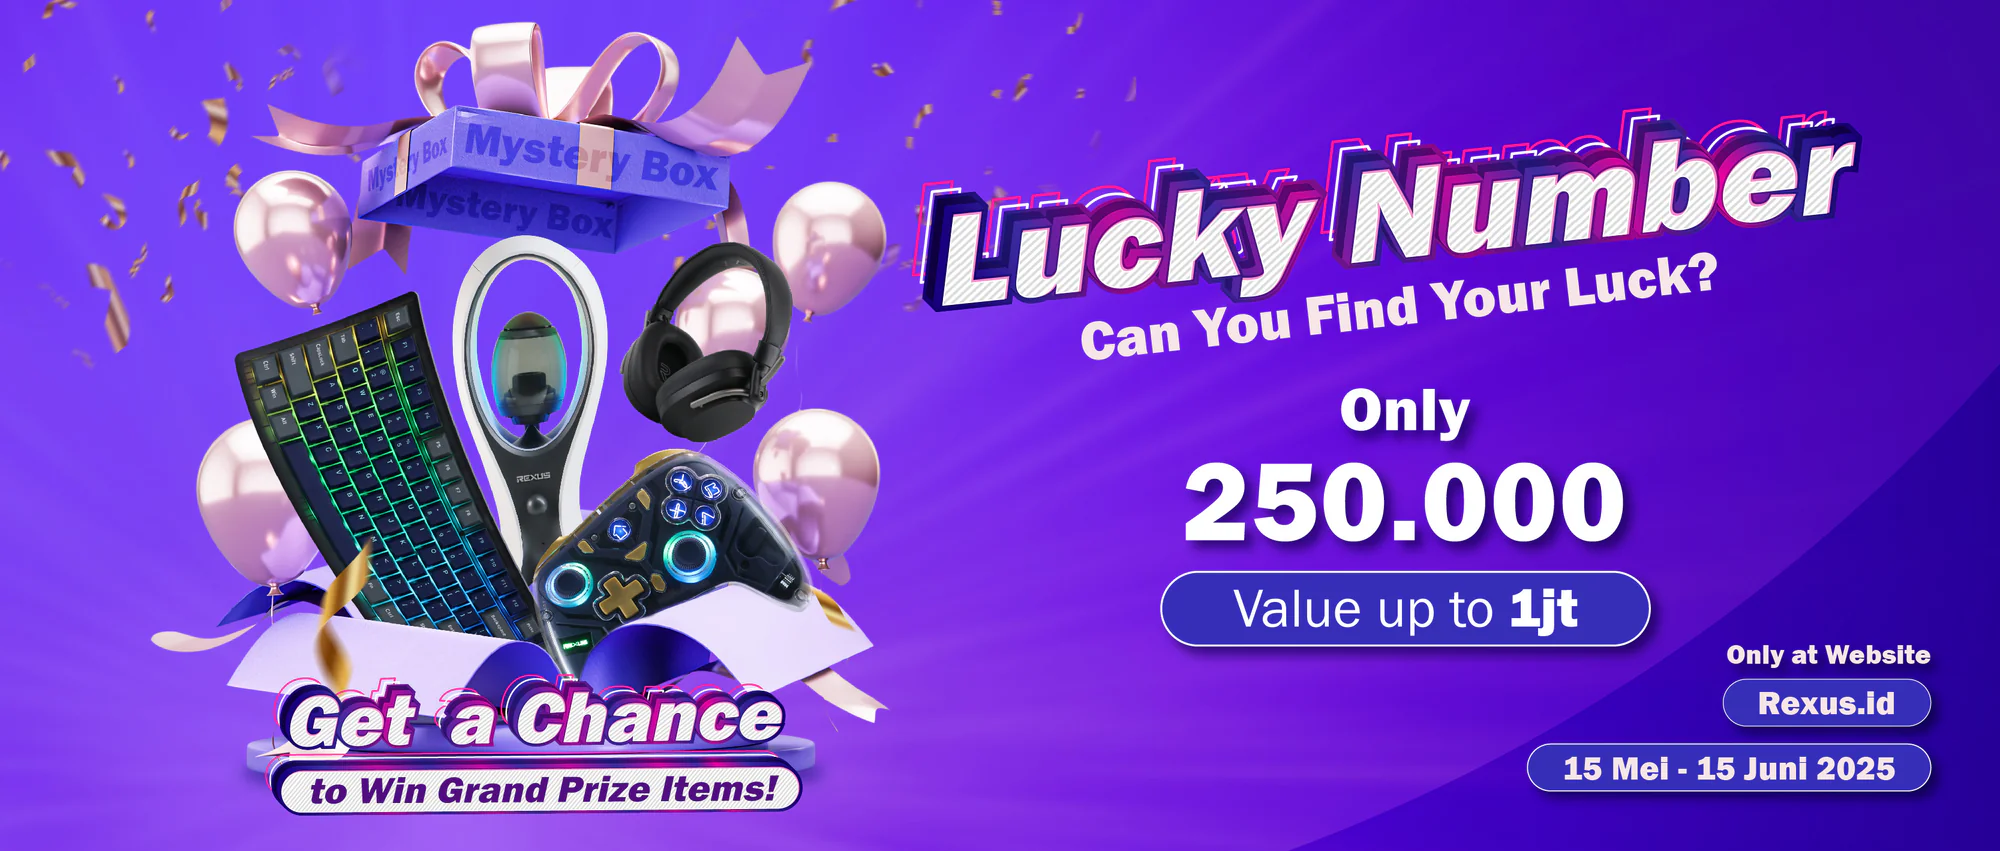 Mystery Box
Mystery Box
Mystery Box
REXUS
REXUS
Get a Chance
to Win Grand Prize Items!
Lucky Number
Can You Find Your Luck?
Only
250.000
Value up to 1jt
Only at Website
Rexus.id
15 Mei - 15 Juni 2025